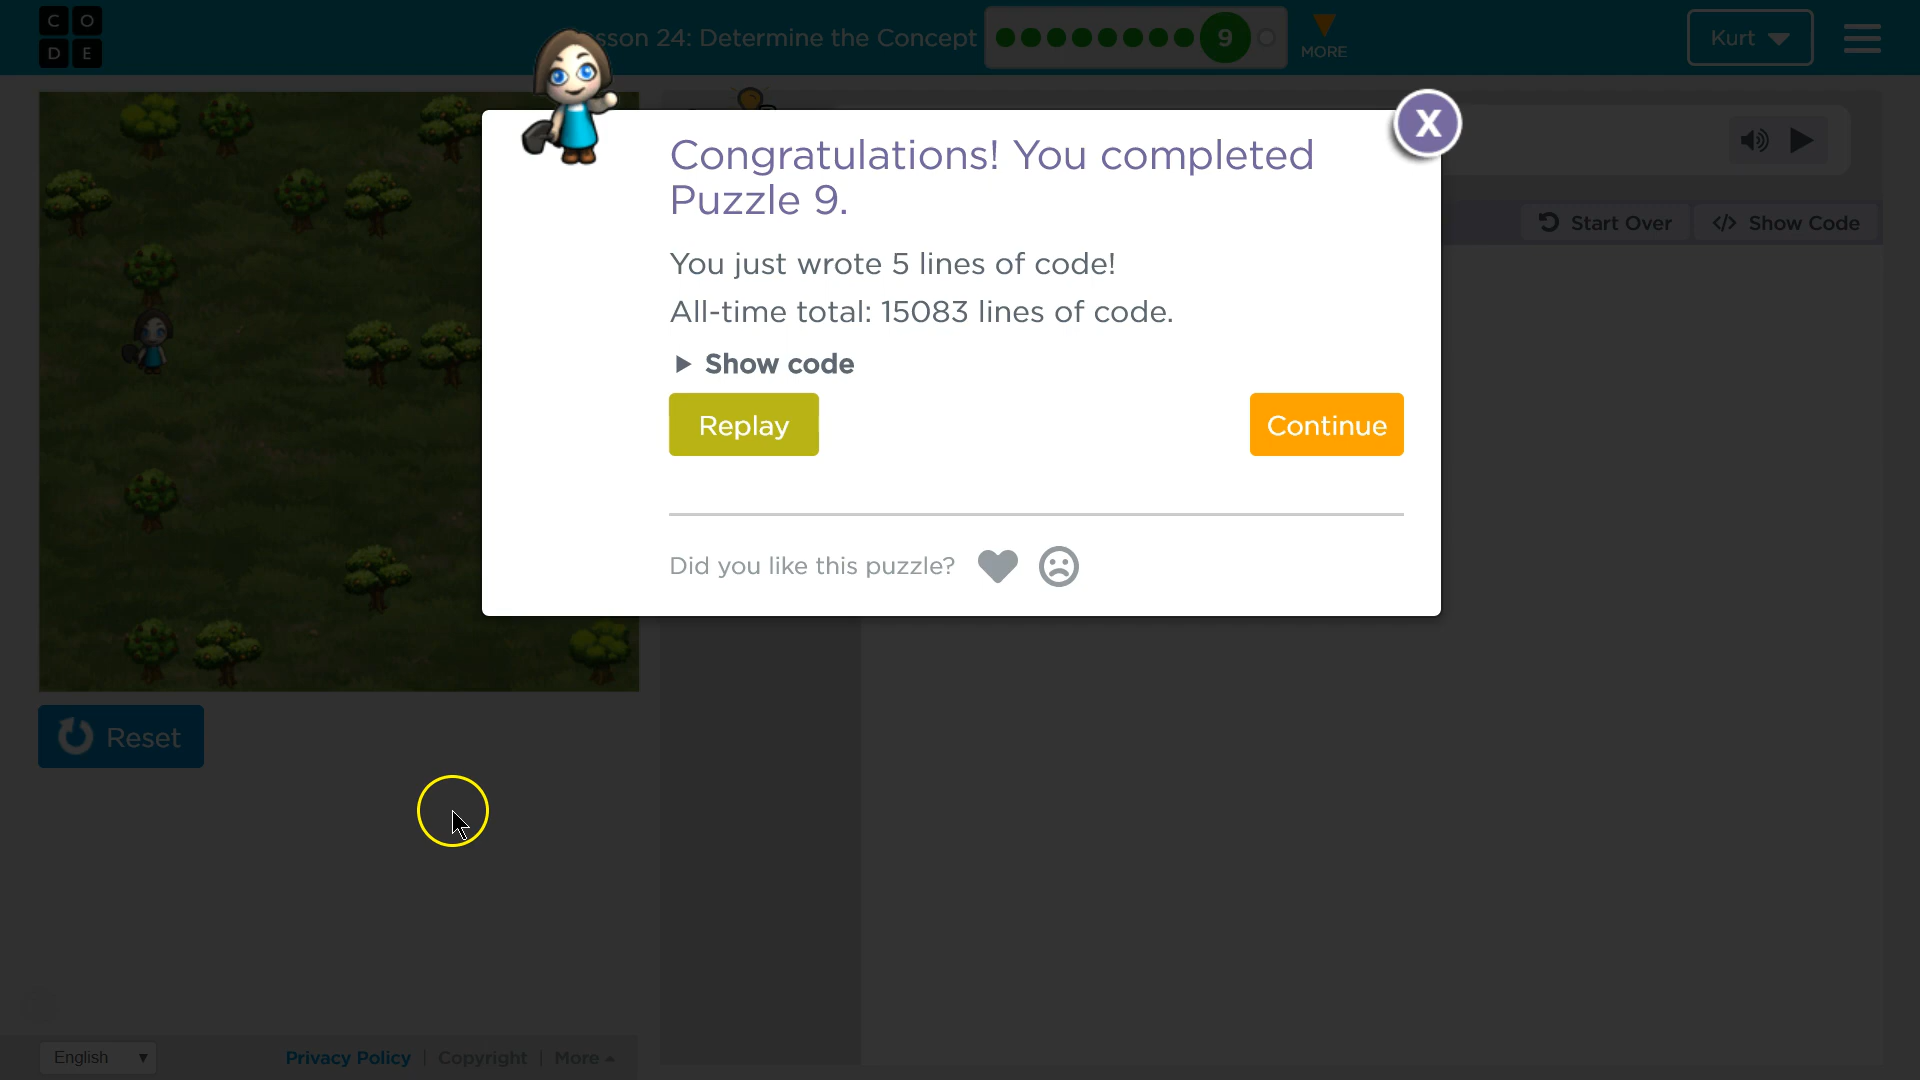 C O
D E
sson 24: Determine the Concept
9
MORE
Kurt
X
Congratulations! You completed
Puzzle 9.
Start Over
Show Code
You just wrote 5 lines of code!
All-time total: 15083 lines of code.
Show code
Replay
Continue
Did you like this puzzle?
Reset
English
Privacy Policy | Copyright | More